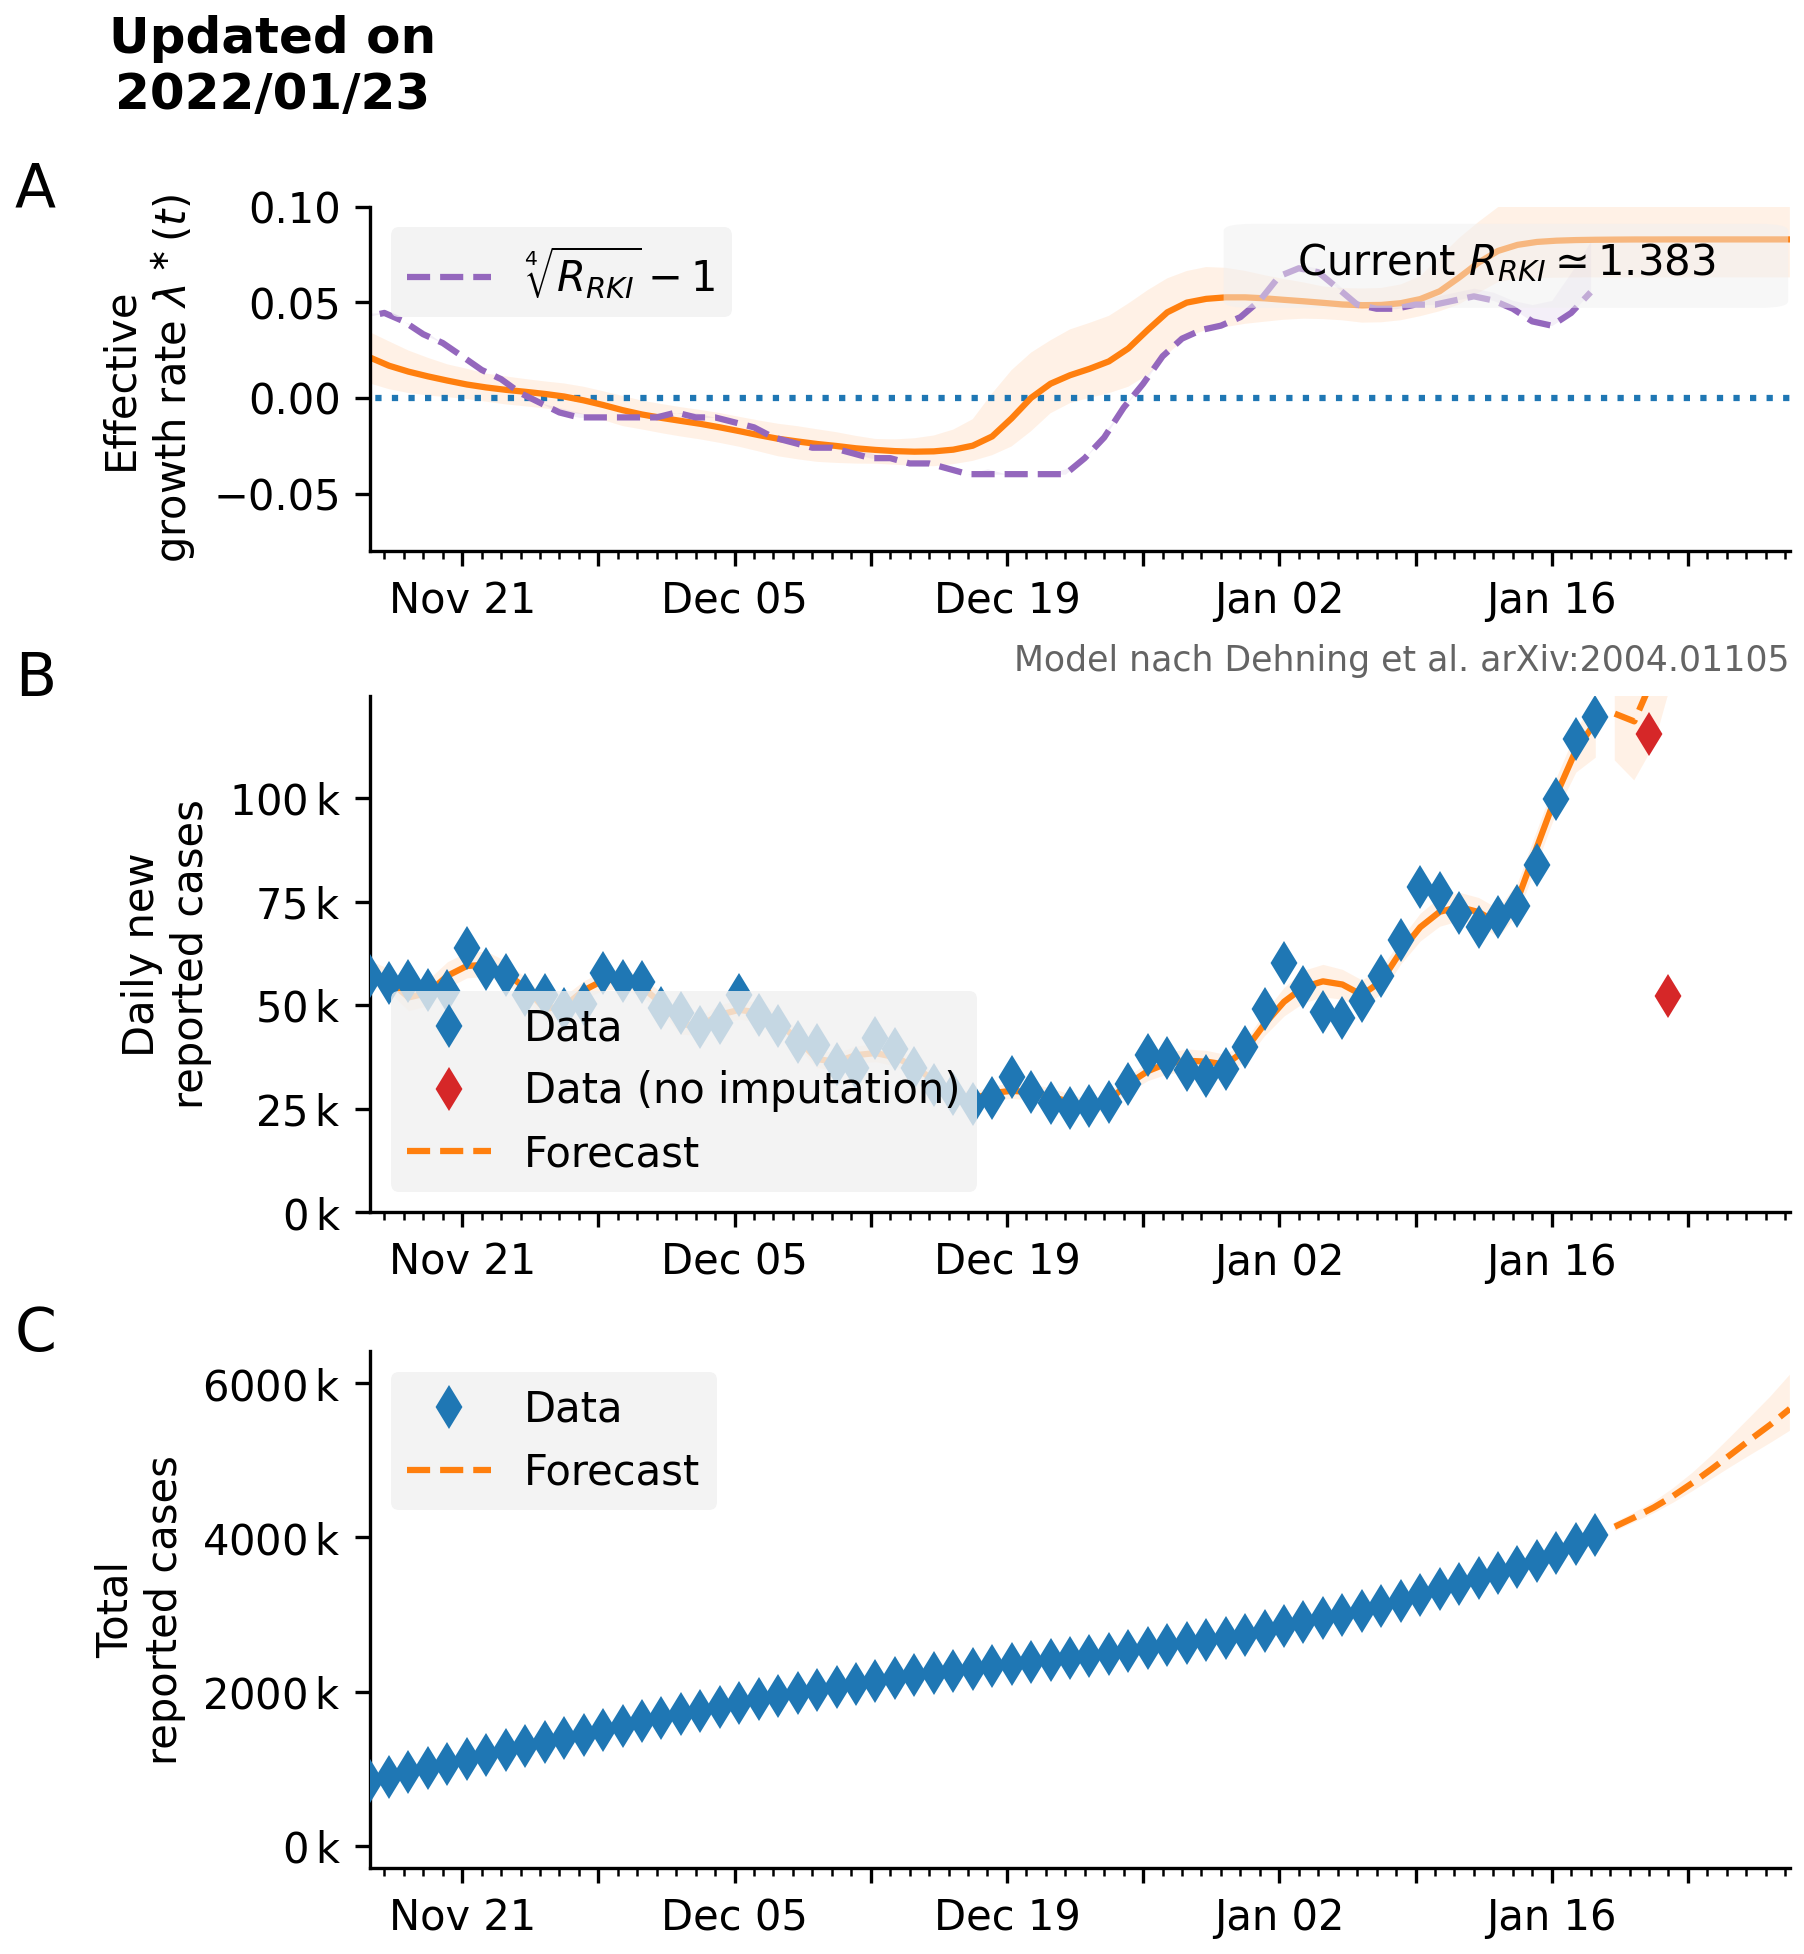 Updated on
2022/01/23
A
Effective
growth rate λ * (t)
0.10
0.05
0.00
−0.05
∜R_RKI − 1
Current R_RKI ≃ 1.383
Nov 21 Dec 05 Dec 19 Jan 02 Jan 16
Model nach Dehning et al. arXiv:2004.01105
B
Daily new
reported cases
100 k
75 k
50 k
25 k
0 k
Data
Data (no imputation)
Forecast
Nov 21 Dec 05 Dec 19 Jan 02 Jan 16
C
Total
reported cases
6000 k
4000 k
2000 k
0 k
Data
Forecast
Nov 21 Dec 05 Dec 19 Jan 02 Jan 16